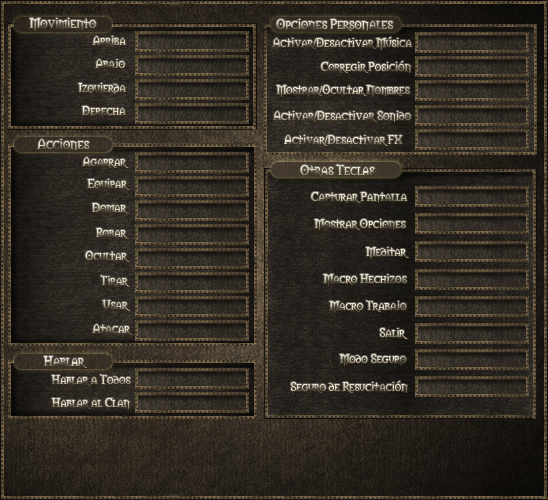 Movimiento
Arriba
Abajo
Izquierda
Derecha
Acciones
Agarrar
Equipar
Domar
Robar
Ocultar
Tirar
Usar
Atacar
Hablar
Hablar a Todos
Hablar al Clan
Opciones Personales
Activar/Desactivar Música
Corregir Posición
Mostrar/Ocultar Nombres
Activar/Desactivar Sonido
Activar/Desactivar FX
Otras Teclas
Capturar Pantalla
Mostrar Opciones
Meditar
Macro Hechizos
Macro Trabajo
Salir
Modo Seguro
Seguro de Resucitación